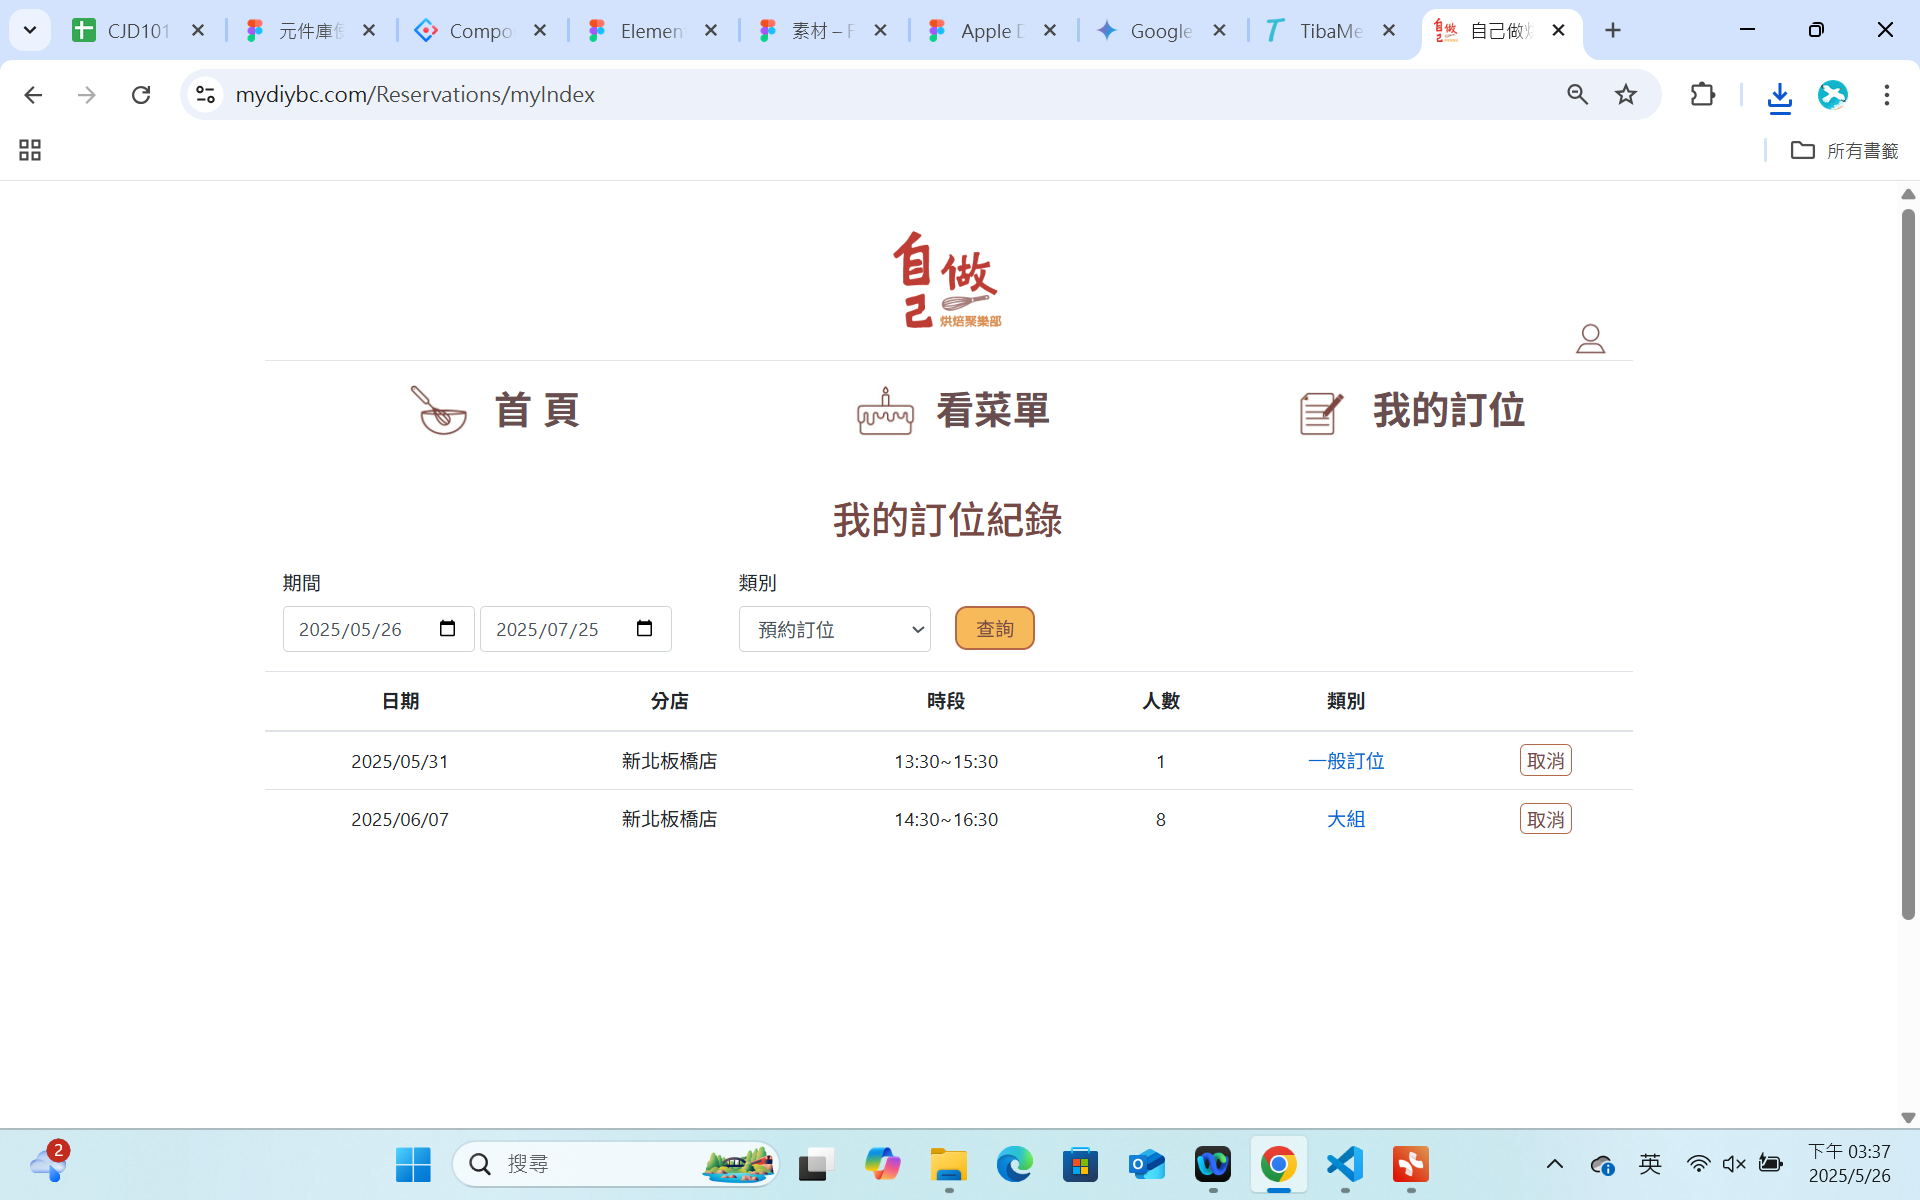 CJD101
元件庫
Compo
Elemen
素材 – F
Apple D
Google
TibaMe
自己做
mydiybc.com/Reservations/myIndex
所有書籤
自己做
烘焙聚樂部
首 頁
看菜單
我的訂位
我的訂位紀錄
期間
類別
2025/05/26
2025/07/25
預約訂位
查詢
日期 分店 時段 人數 類別
2025/05/31 新北板橋店 13:30~15:30 1 一般訂位 取消
2025/06/07 新北板橋店 14:30~16:30 8 大組 取消
2
搜尋
英
下午 03:37
2025/5/26